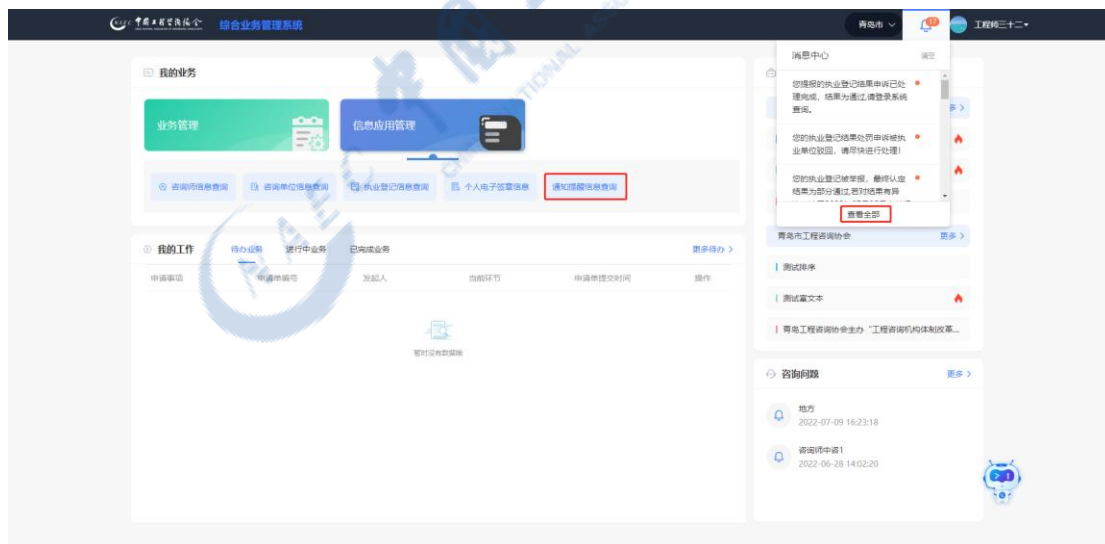 综合业务管理系统
青岛市
工程师三十二
消息中心
清空
您提报的执业登记结果申诉已处
理完成，结果为通过,请登录系统
查阅。
您的执业登记结果处罚申诉被执
业单位驳回，请尽快进行处理！
您的执业登记被举报，最终认定
结果为部分通过,若对结果有异
查看全部
我的业务
业务管理
信息应用管理
咨询师信息查询
咨询单位信息查询
执业登记信息查询
个人电子签章信息
通知提醒信息查询
我的工作
待办业务
进行中业务
已完成业务
更多待办 >
申请事项
申请单编号
发起人
当前环节
申请单提交时间
操作
暂时没有数据哦
青岛市工程咨询协会
更多 >
测试排序
测试富文本
青岛工程咨询协会主办“工程咨询机构体制改革...
咨询问题
更多 >
地方
2022-07-09 16:23:18
咨询师中咨1
2022-06-28 14:02:20